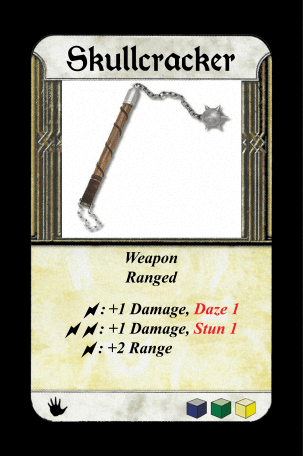 Skullcracker
Weapon
Ranged
: +1 Damage, Daze 1
: +1 Damage, Stun 1
: +2 Range